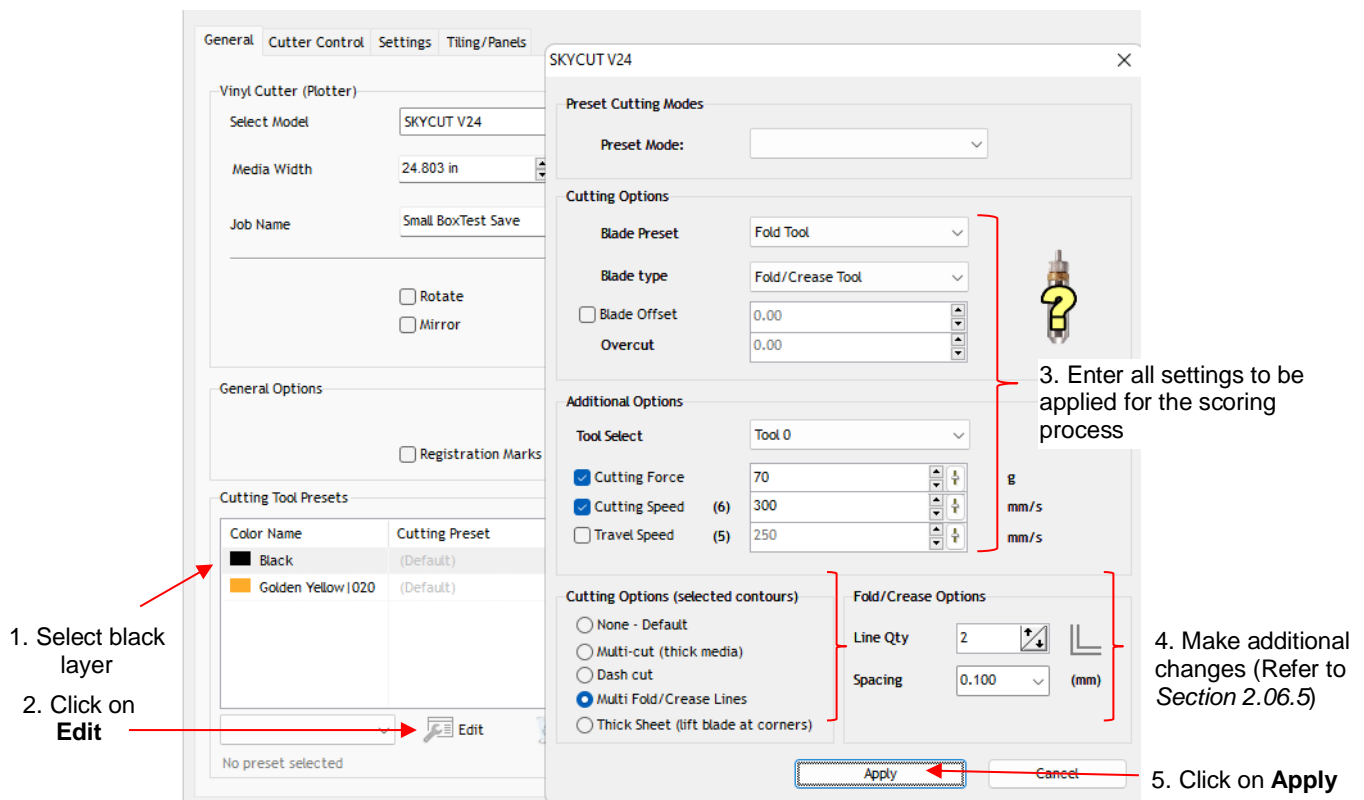 General Cutter Control Settings Tiling/Panels
Vinyl Cutter (Plotter)
Select Model SKYCUT V24
Media Width 24.803 in
Job Name Small BoxTest Save
Rotate
Mirror
General Options
Registration Marks
Cutting Tool Presets
Color Name Cutting Preset
Black (Default)
Golden Yellow|020 (Default)
Edit
No preset selected
SKYCUT V24
Preset Cutting Modes
Preset Mode:
Cutting Options
Blade Preset Fold Tool
Blade type Fold/Crease Tool
Blade Offset 0.00
Overcut 0.00
?
Additional Options
Tool Select Tool 0
Cutting Force 70 g
Cutting Speed (6) 300 mm/s
Travel Speed (5) 250 mm/s
Cutting Options (selected contours)
None - Default
Multi-cut (thick media)
Dash cut
Multi Fold/Crease Lines
Thick Sheet (lift blade at corners)
Fold/Crease Options
Line Qty 2
Spacing 0.100 (mm)
Apply Cancel
1. Select black
layer
2. Click on
Edit
3. Enter all settings to be
applied for the scoring
process
4. Make additional
changes (Refer to
Section 2.06.5)
5. Click on Apply